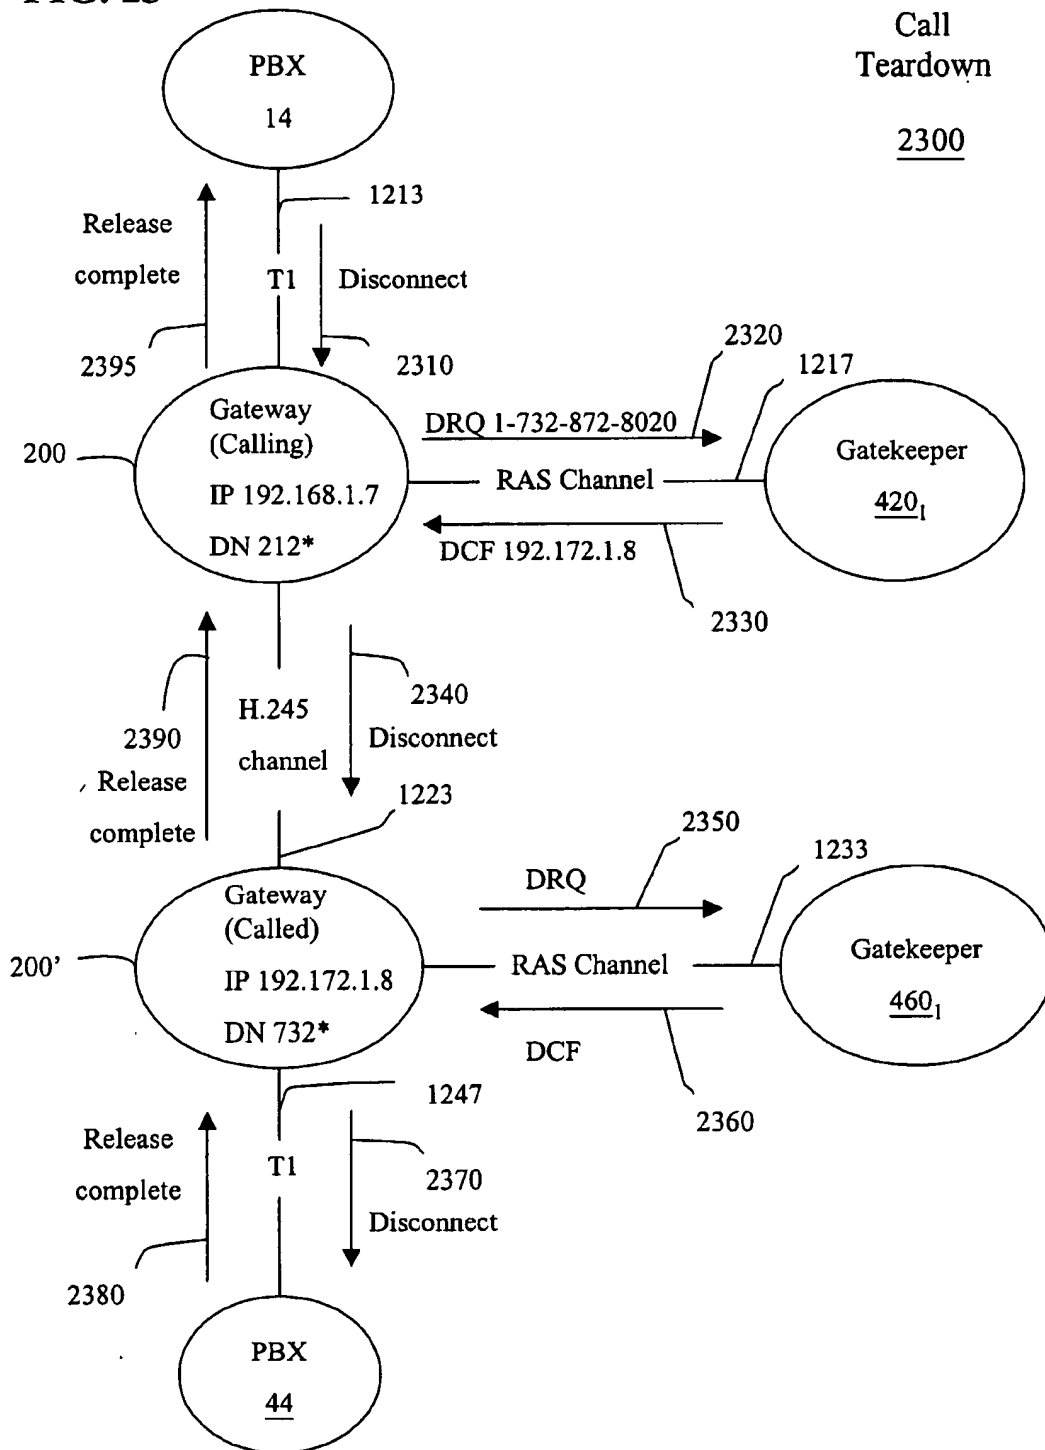 FIG. 23
Call
Teardown
2300
PBX
14
1213
Release
complete
T1
Disconnect
2395
2310
2320
1217
200
Gateway
(Calling)
IP 192.168.1.7
DN 212*
DRQ 1-732-872-8020
RAS Channel
DCF 192.172.1.8
Gatekeeper
420₁
2330
2390
Release
complete
H.245
channel
2340
Disconnect
1223
2350
1233
200'
Gateway
(Called)
IP 192.172.1.8
DN 732*
DRQ
RAS Channel
DCF
Gatekeeper
460₁
2360
1247
Release
complete
T1
2370
Disconnect
2380
PBX
44